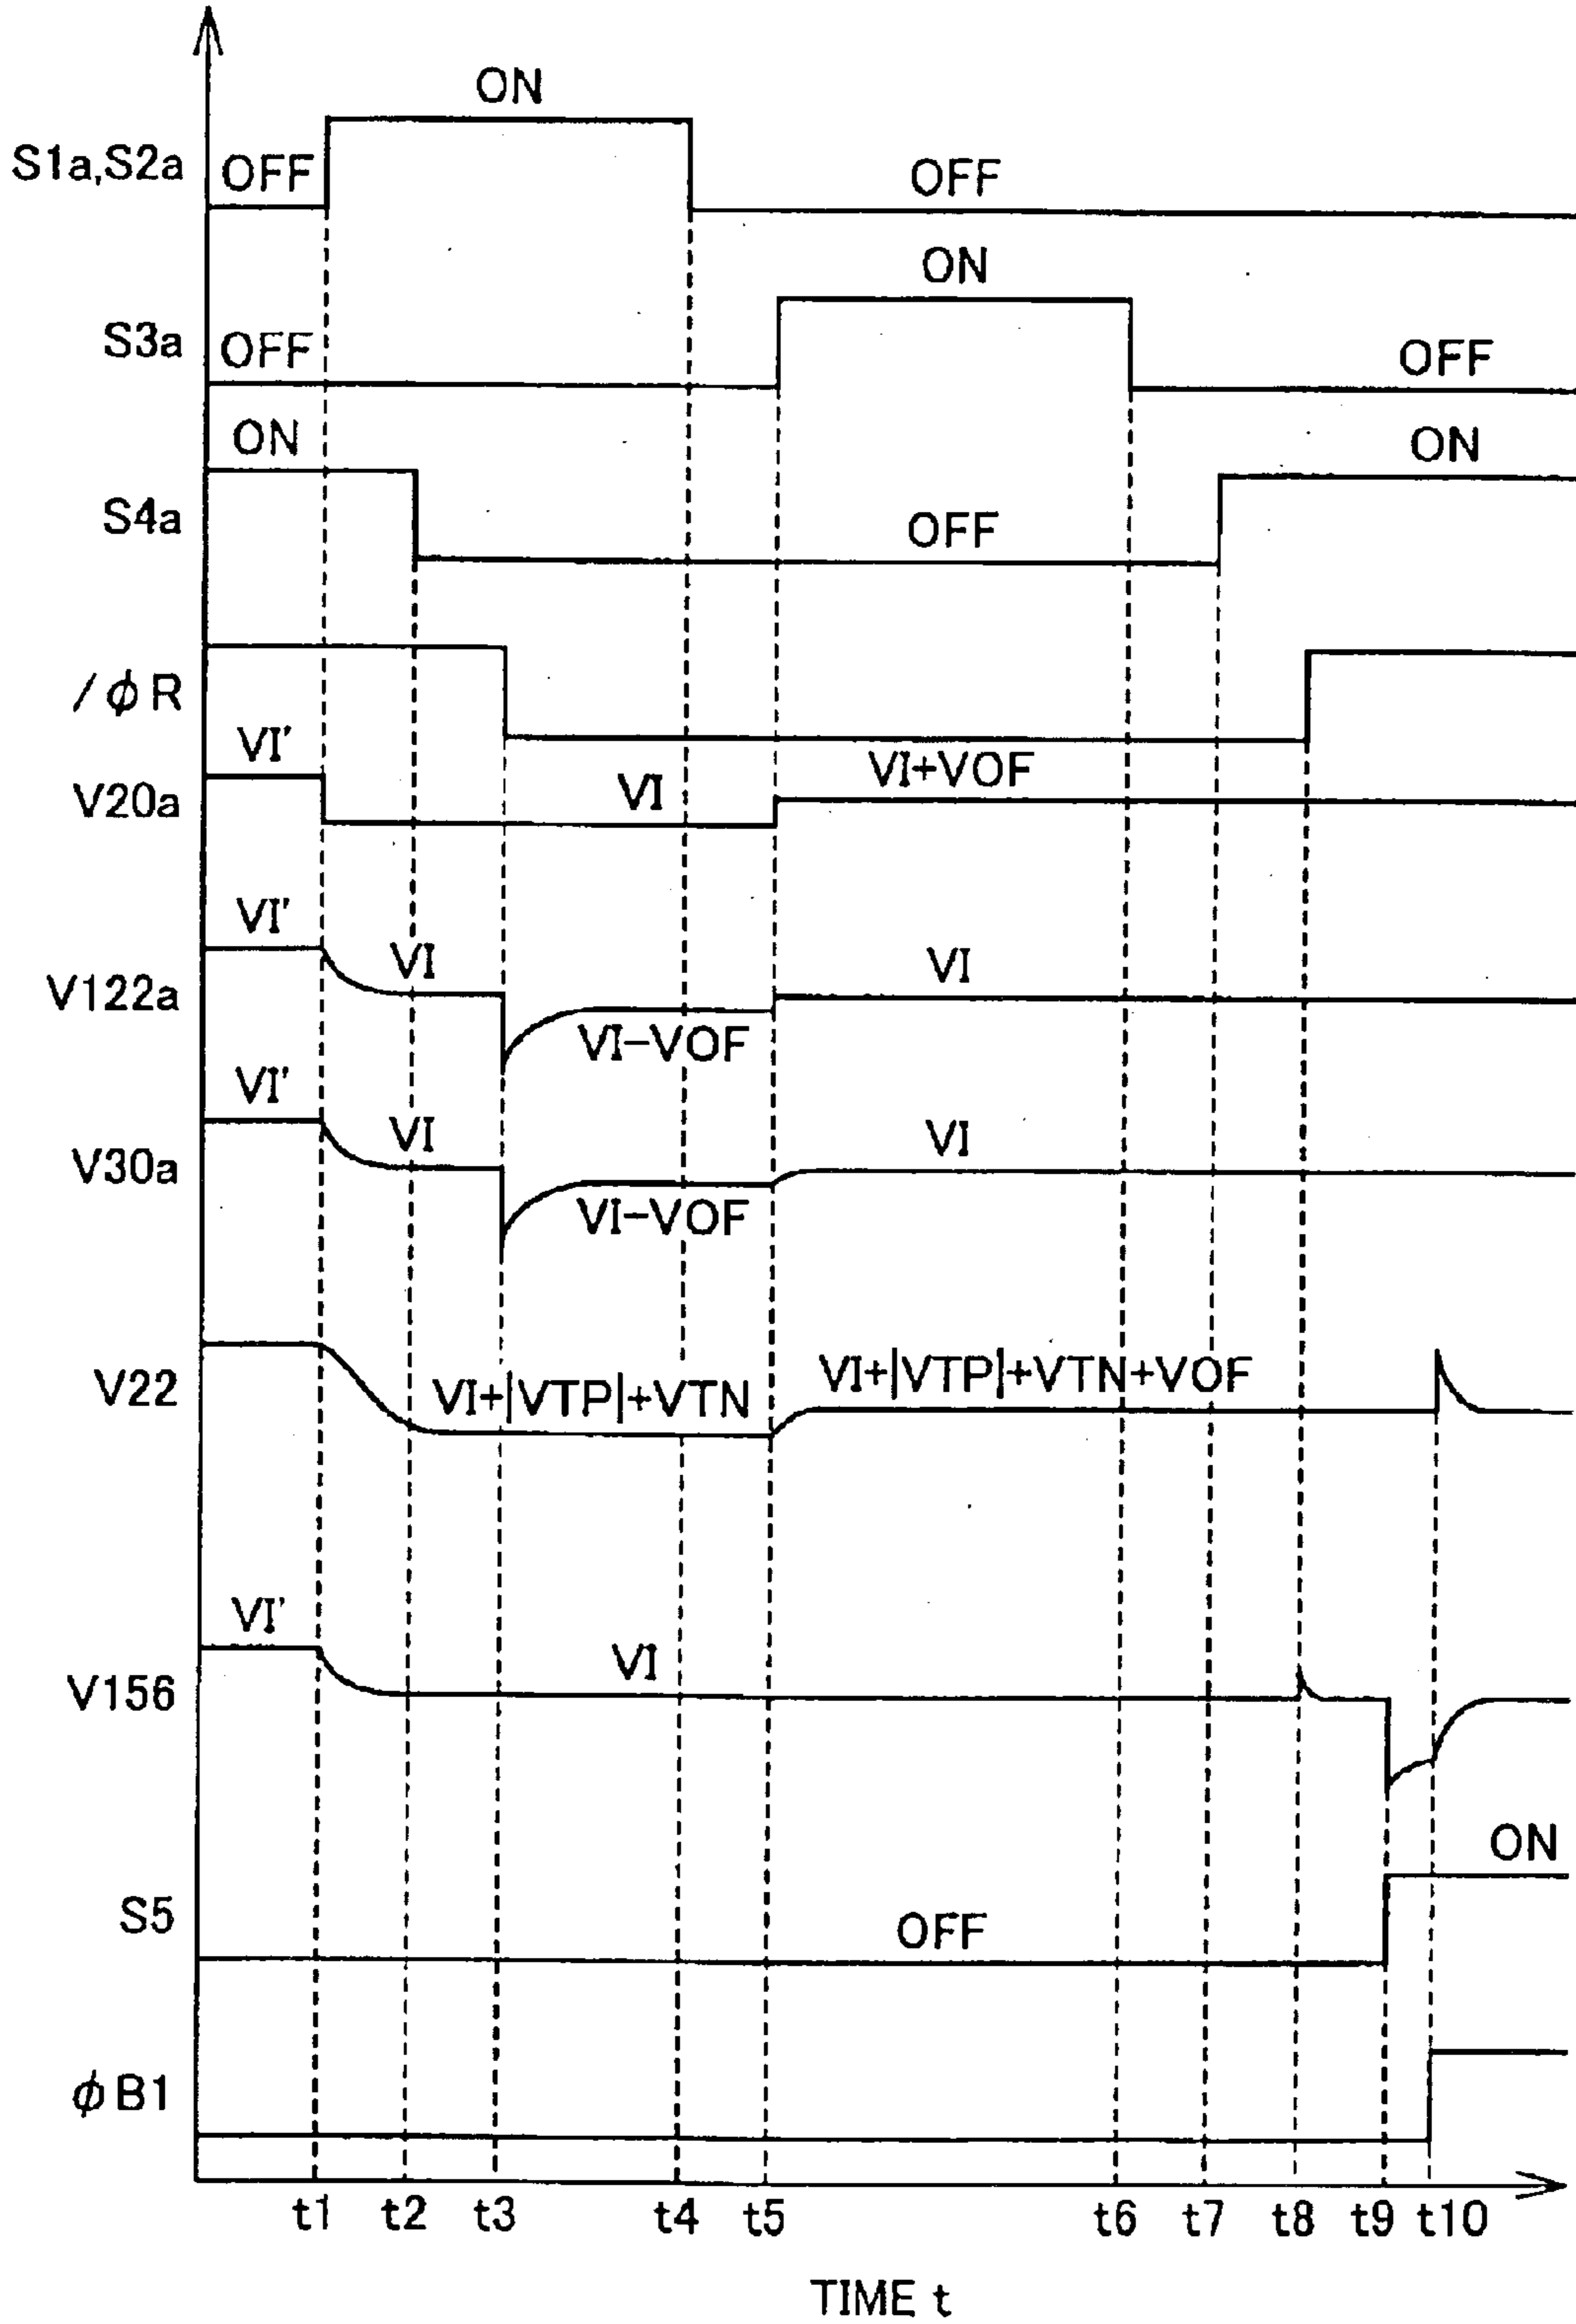 ON
S1a,S2a OFF OFF
ON
S3a OFF OFF
ON ON
S4a OFF
/φR
VI' VI+VOF
V20a VI
VI' VI VI
V122a VI-VOF
VI' VI VI
V30a VI-VOF
V22 VI+|VTP|+VTN VI+|VTP|+VTN+VOF
VI' VI
V156
ON
S5 OFF
φB1
t1 t2 t3 t4 t5 t6 t7 t8 t9 t10
TIME t